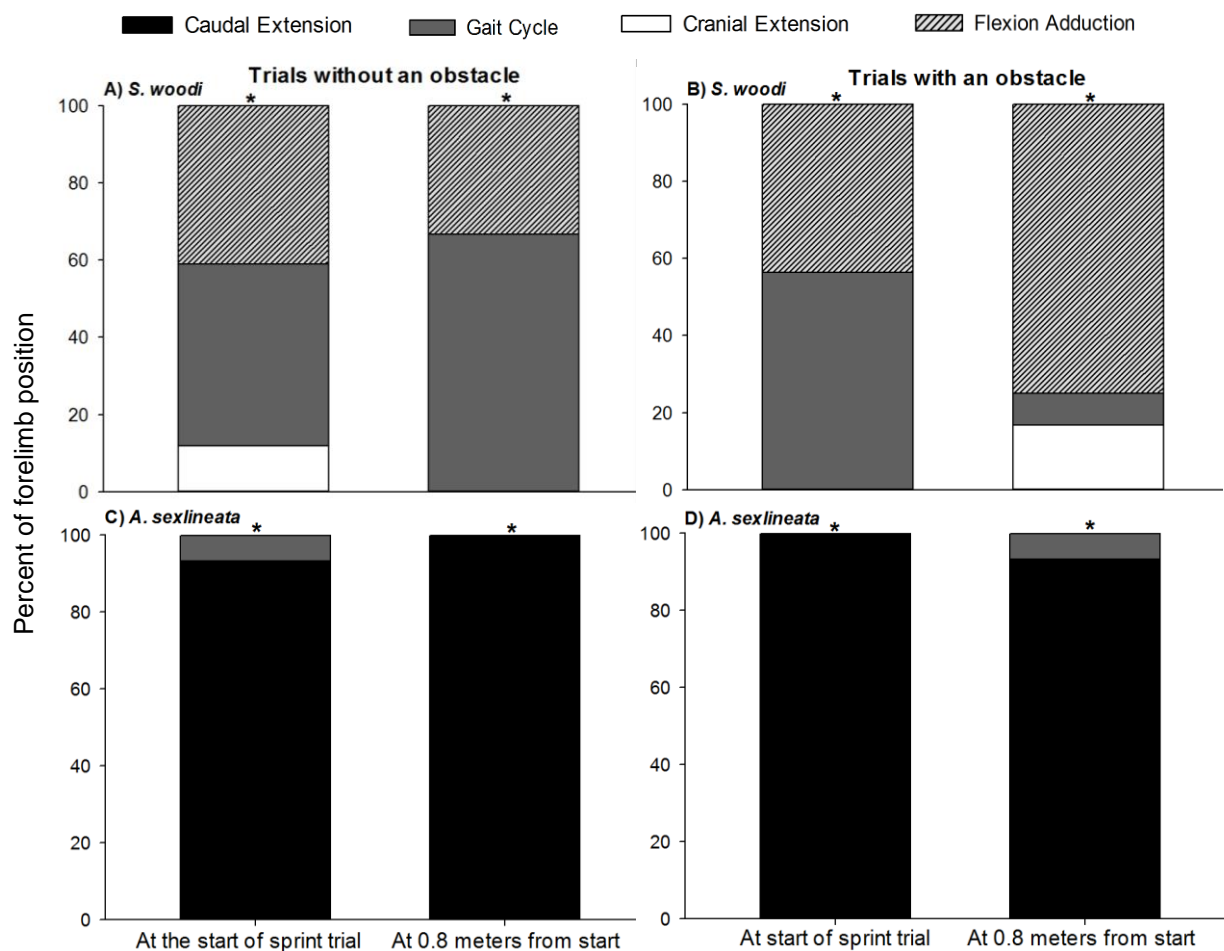 Caudal Extension Gait Cycle Cranial Extension Flexion Adduction
Trials without an obstacle Trials with an obstacle
A) S. woodi B) S. woodi
* * * *
100 100
80 80
60 60
40 40
20 20
0 0
C) A. sexlineata D) A. sexlineata
* * * *
100 100
80 80
60 60
40 40
20 20
0 0
At the start of sprint trial At 0.8 meters from start At start of sprint trial At 0.8 meters from start
Percent of forelimb position